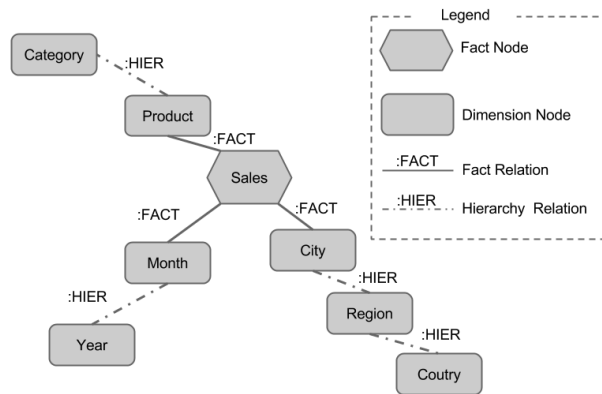 Legend
Category
:HIER
Fact Node
Product
:FACT
Dimension Node
Sales
:FACT
Fact Relation
:FACT
:FACT
:HIER
Hierarchy Relation
Month
City
:HIER
:HIER
Region
Year
:HIER
Coutry